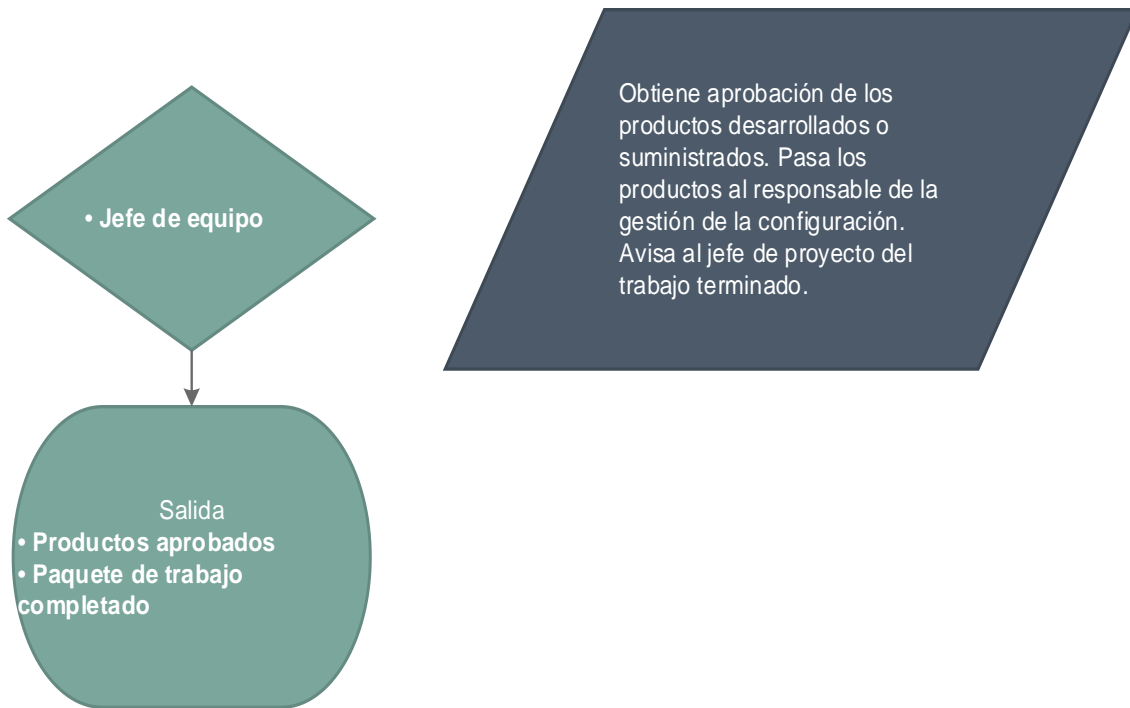 • Jefe de equipo
Obtiene aprobación de los
productos desarrollados o
suministrados. Pasa los
productos al responsable de la
gestión de la configuración.
Avisa al jefe de proyecto del
trabajo terminado.
Salida
• Productos aprobados
• Paquete de trabajo
completado